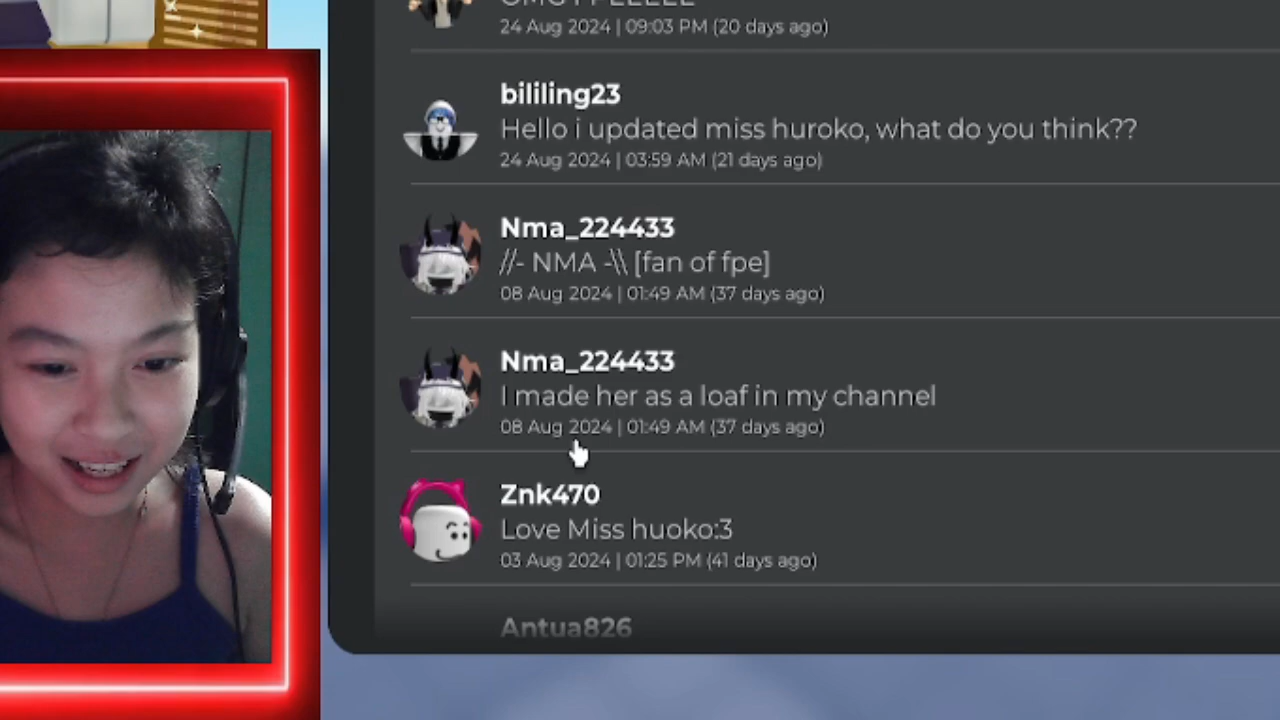 OMG FPEEEEE
24 Aug 2024 | 09:03 PM (20 days ago)
bililing23
Hello i updated miss huroko, what do you think??
24 Aug 2024 | 03:59 AM (21 days ago)
Nma_224433
//- NMA -\\ [fan of fpe]
08 Aug 2024 | 01:49 AM (37 days ago)
Nma_224433
I made her as a loaf in my channel
08 Aug 2024 | 01:49 AM (37 days ago)
Znk470
Love Miss huoko:3
03 Aug 2024 | 01:25 PM (41 days ago)
Antua826